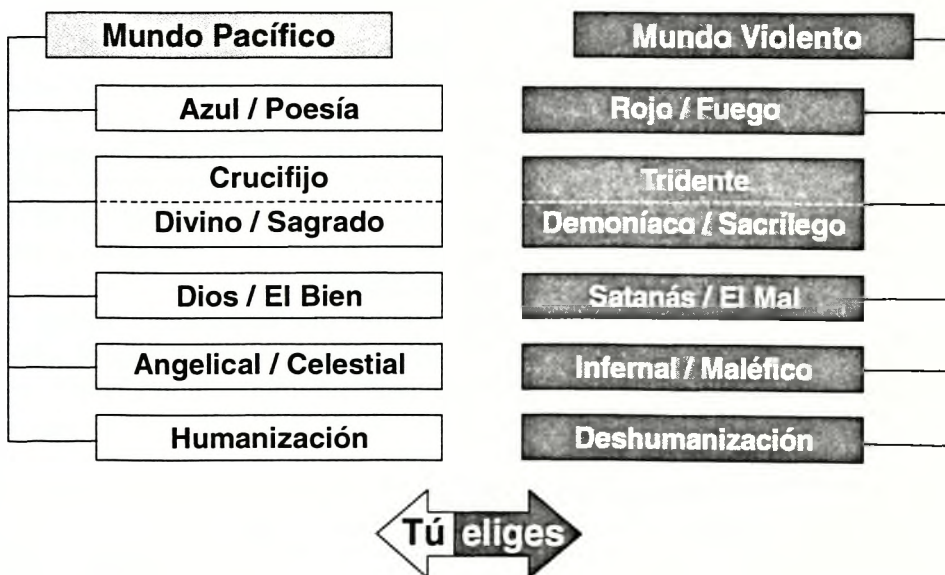 Mundo Pacífico
Azul / Poesía
Crucifijo
Divino / Sagrado
Dios / El Bien
Angelical / Celestial
Humanización
Mundo Violento
Rojo / Fuego
Tridente
Demoníaco / Sacrílego
Satanás / El Mal
Infernal / Maléfico
Deshumanización
Tú eliges